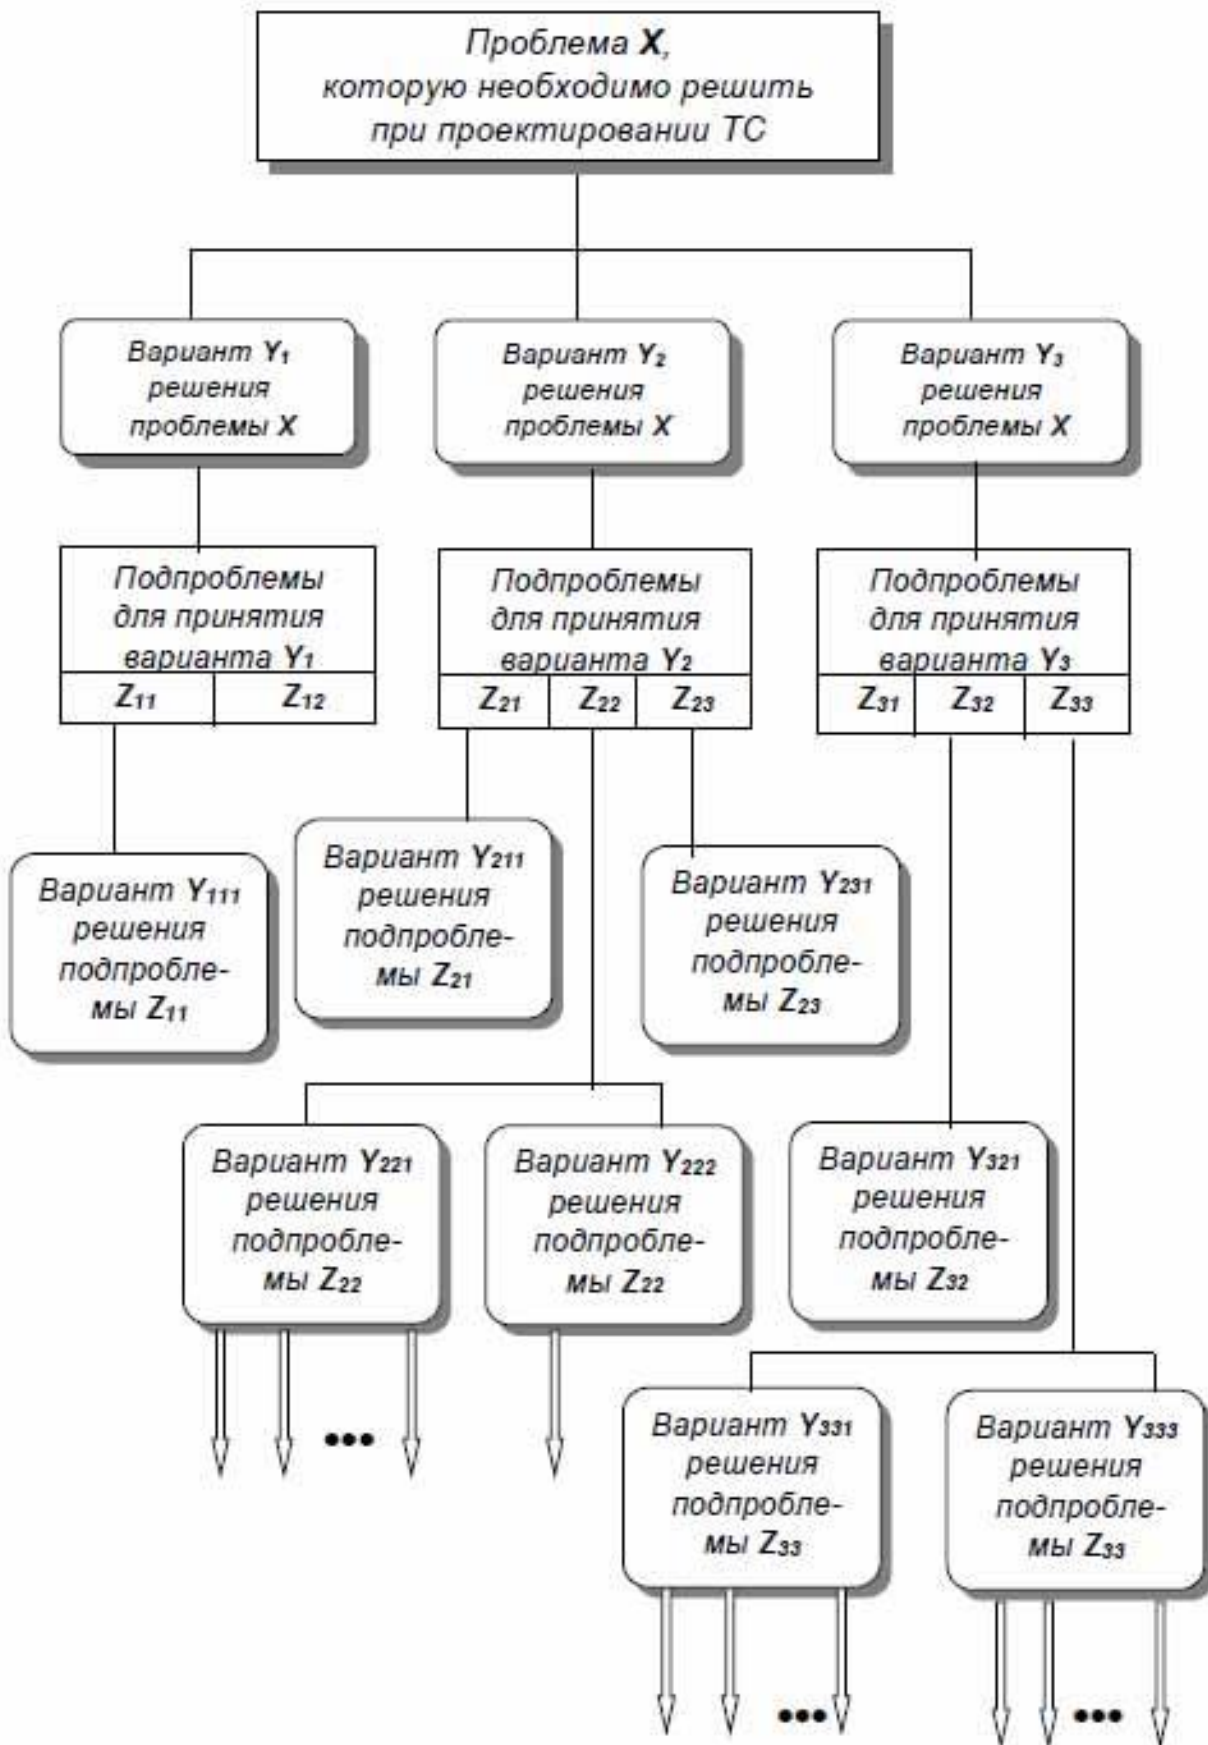 Проблема X,
которую необходимо решить
при проектировании ТС
Вариант Y1
решения
проблемы X
Вариант Y2
решения
проблемы X
Вариант Y3
решения
проблемы X
Подпроблемы
для принятия
варианта Y1
Z11 Z12
Подпроблемы
для принятия
варианта Y2
Z21 Z22 Z23
Подпроблемы
для принятия
варианта Y3
Z31 Z32 Z33
Вариант Y111
решения
подпробле-
мы Z11
Вариант Y211
решения
подпробле-
мы Z21
Вариант Y231
решения
подпробле-
мы Z23
Вариант Y221
решения
подпробле-
мы Z22
Вариант Y222
решения
подпробле-
мы Z22
Вариант Y321
решения
подпробле-
мы Z32
Вариант Y331
решения
подпробле-
мы Z33
Вариант Y333
решения
подпробле-
мы Z33